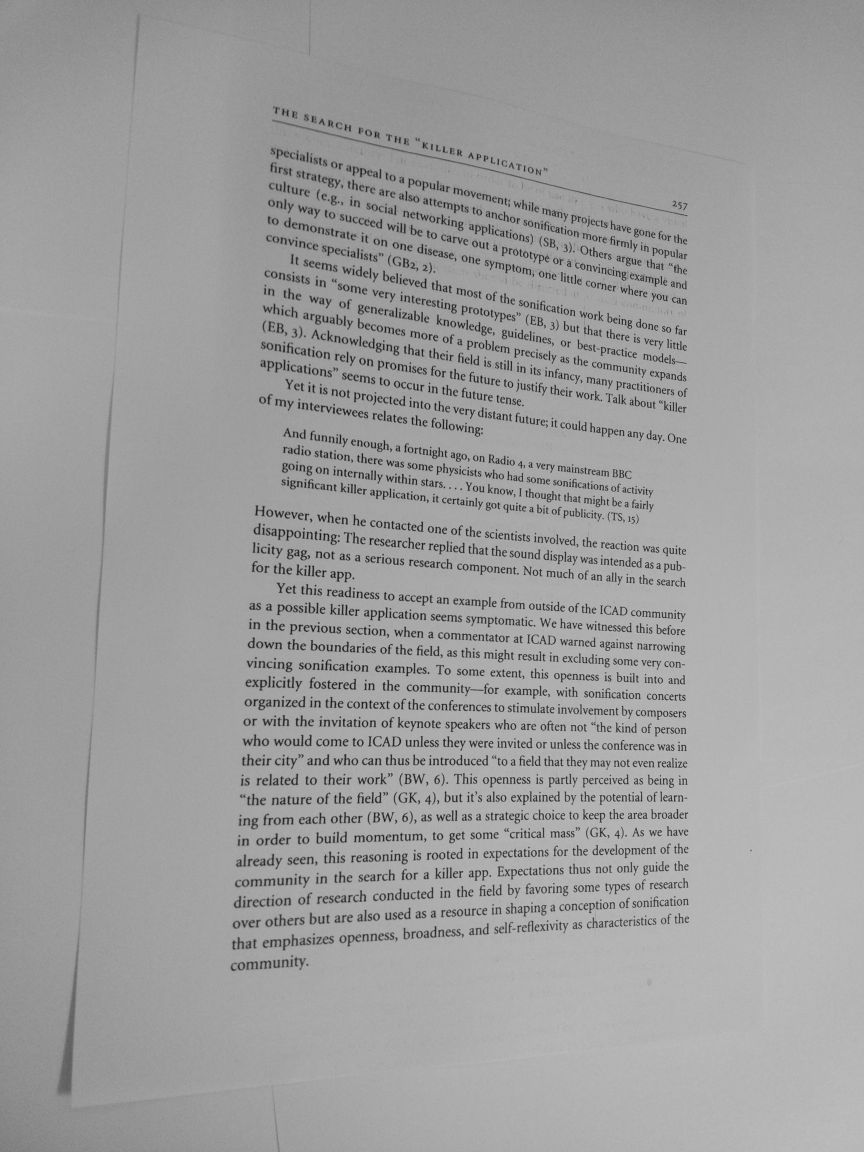 THE SEARCH FOR THE "KILLER APPLICATION"
257
specialists or appeal to a popular movement; while many projects have gone for the
first strategy, there are also attempts to anchor sonification more firmly in popular
culture (e.g., in social networking applications) (SB, 3). Others argue that "the
only way to succeed will be to carve out a prototype or a convincing example and
to demonstrate it on one disease, one symptom, one little corner where you can
convince specialists" (GB2, 2).
It seems widely believed that most of the sonification work being done so far
consists in "some very interesting prototypes" (EB, 3) but that there is very little
in the way of generalizable knowledge, guidelines, or best-practice models—
which arguably becomes more of a problem precisely as the community expands
(EB, 3). Acknowledging that their field is still in its infancy, many practitioners of
sonification rely on promises for the future to justify their work. Talk about "killer
applications" seems to occur in the future tense.
Yet it is not projected into the very distant future; it could happen any day. One
of my interviewees relates the following:
And funnily enough, a fortnight ago, on Radio 4, a very mainstream BBC
radio station, there was some physicists who had some sonifications of activity
going on internally within stars. . . . You know, I thought that might be a fairly
significant killer application, it certainly got quite a bit of publicity. (TS, 15)
However, when he contacted one of the scientists involved, the reaction was quite
disappointing: The researcher replied that the sound display was intended as a pub-
licity gag, not as a serious research component. Not much of an ally in the search
for the killer app.
Yet this readiness to accept an example from outside of the ICAD community
as a possible killer application seems symptomatic. We have witnessed this before
in the previous section, when a commentator at ICAD warned against narrowing
down the boundaries of the field, as this might result in excluding some very con-
vincing sonification examples. To some extent, this openness is built into and
explicitly fostered in the community—for example, with sonification concerts
organized in the context of the conferences to stimulate involvement by composers
or with the invitation of keynote speakers who are often not "the kind of person
who would come to ICAD unless they were invited or unless the conference was in
their city" and who can thus be introduced "to a field that they may not even realize
is related to their work" (BW, 6). This openness is partly perceived as being in
"the nature of the field" (GK, 4), but it's also explained by the potential of learn-
ing from each other (BW, 6), as well as a strategic choice to keep the area broader
in order to build momentum, to get some "critical mass" (GK, 4). As we have
already seen, this reasoning is rooted in expectations for the development of the
community in the search for a killer app. Expectations thus not only guide the
direction of research conducted in the field by favoring some types of research
over others but are also used as a resource in shaping a conception of sonification
that emphasizes openness, broadness, and self-reflexivity as characteristics of the
community.